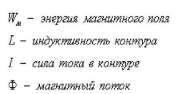 Wм – энергия магнитного поля
L – индуктивность контура
I – сила тока в контуре
Ф – магнитный поток